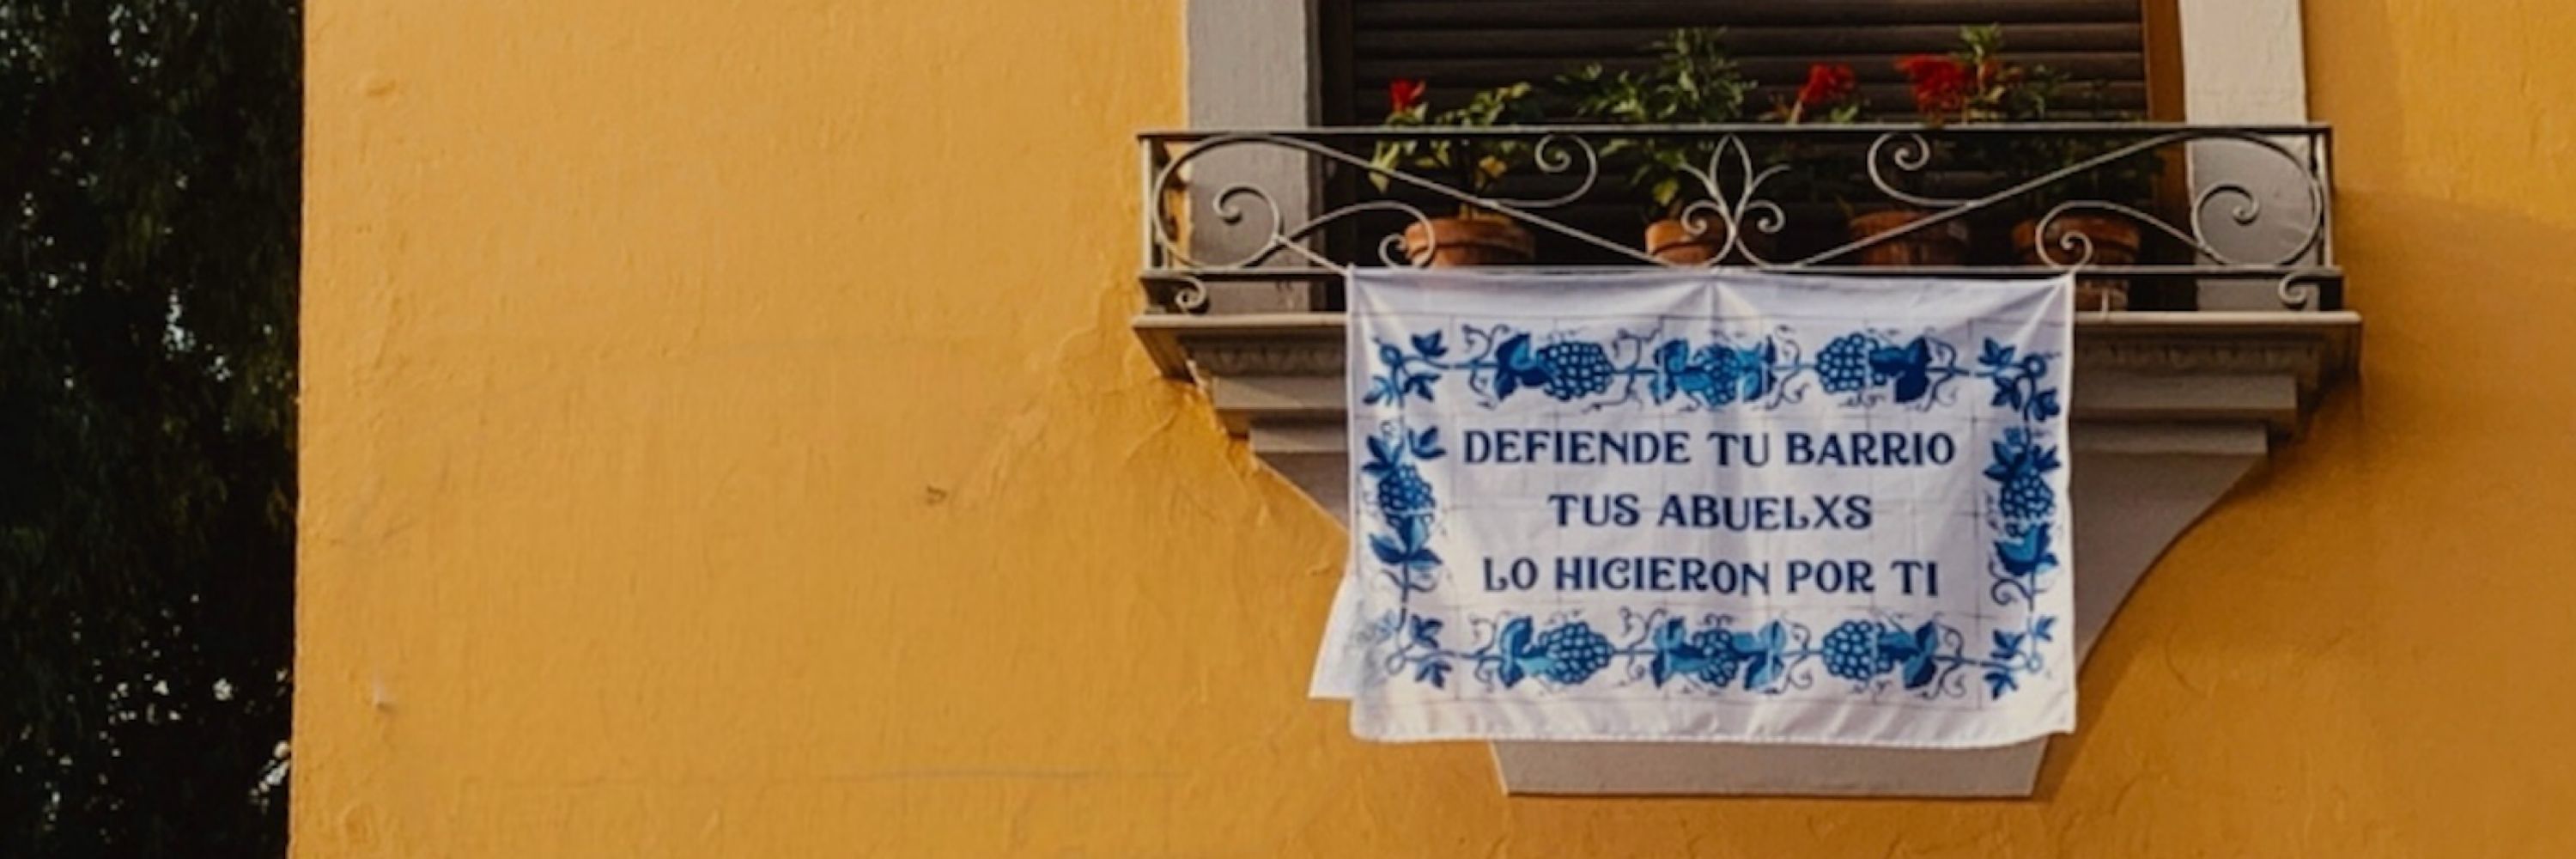 DEFIENDE TU BARRIO
TUS ABUELXS
LO HICIERON POR TI